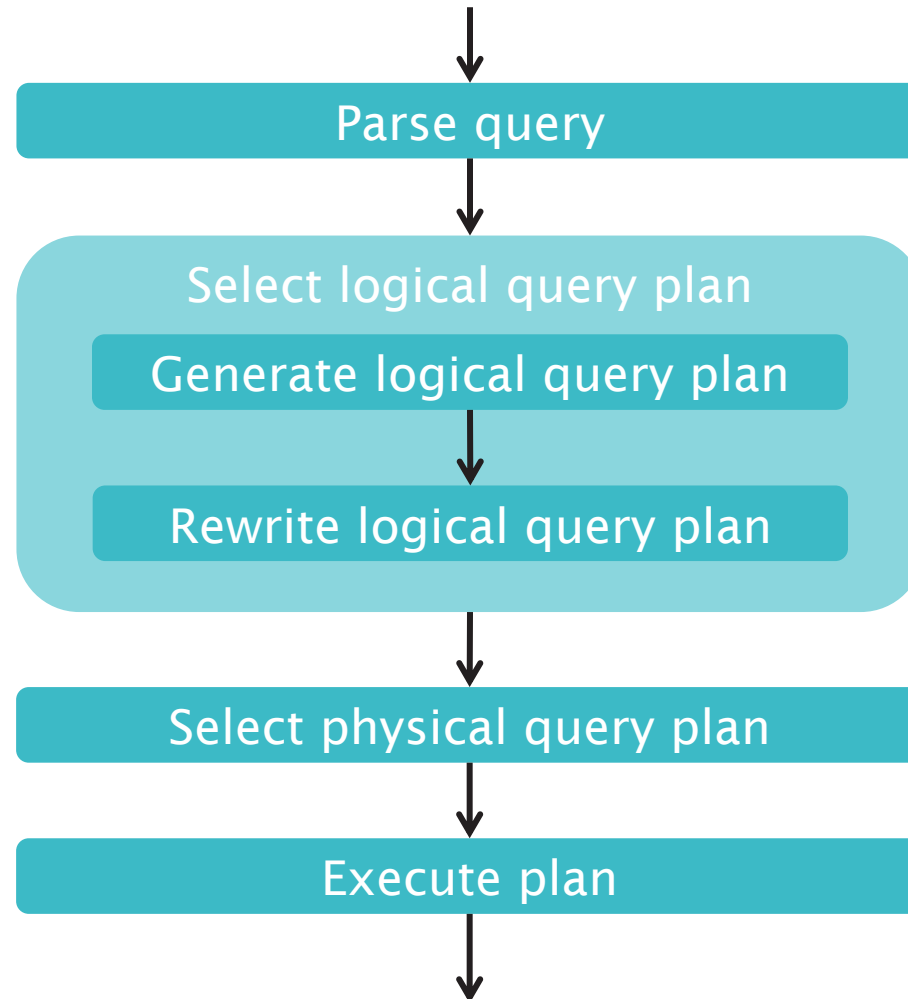 Parse query
Select logical query plan
Generate logical query plan
Rewrite logical query plan
Select physical query plan
Execute plan